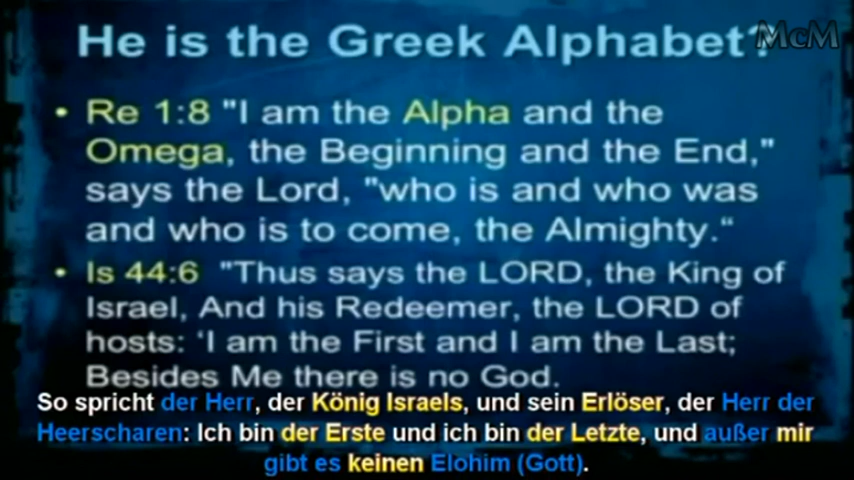 He is the Greek Alphabet?
McM
• Re 1:8 "I am the Alpha and the
Omega, the Beginning and the End,"
says the Lord, "who is and who was
and who is to come, the Almighty.“
• Is 44:6 "Thus says the LORD, the King of
Israel, And his Redeemer, the LORD of
hosts: ‘I am the First and I am the Last;
Besides Me there is no God.
So spricht der Herr, der König Israels, und sein Erlöser, der Herr der
Heerscharen: Ich bin der Erste und ich bin der Letzte, und außer mir
gibt es keinen Elohim (Gott).